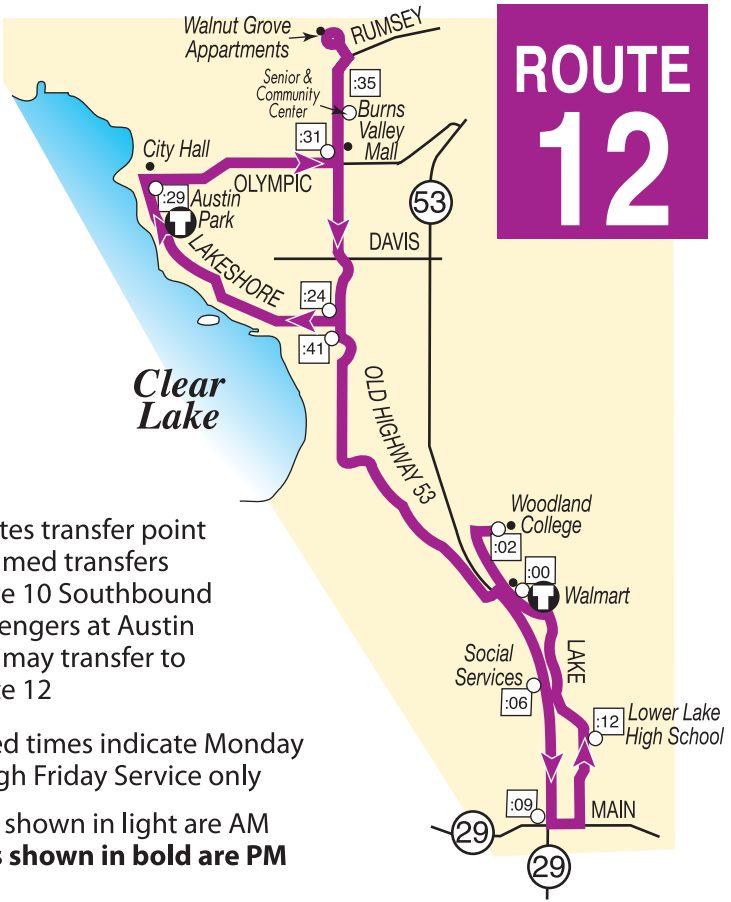 Walnut Grove
Appartments
RUMSEY
ROUTE
12
Senior &
Community
Center
:35
Burns
Valley
Mall
:31
City Hall
OLYMPIC
:29
Austin
Park
T
53
DAVIS
LAKESHORE
:24
:41
Clear
Lake
OLD HIGHWAY 53
Woodland
College
:02
:00
T
Walmart
Social
Services
:06
LAKE
:12
Lower Lake
High School
:09
MAIN
29
29
tes transfer point
med transfers
e 10 Southbound
engers at Austin
may transfer to
e 12
ed times indicate Monday
gh Friday Service only
shown in light are AM
s shown in bold are PM